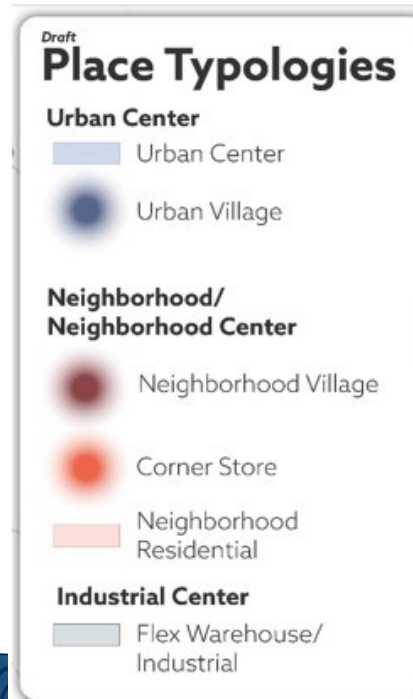 Draft
Place Typologies
Urban Center
Urban Center
Urban Village
Neighborhood/
Neighborhood Center
Neighborhood Village
Corner Store
Neighborhood
Residential
Industrial Center
Flex Warehouse/
Industrial